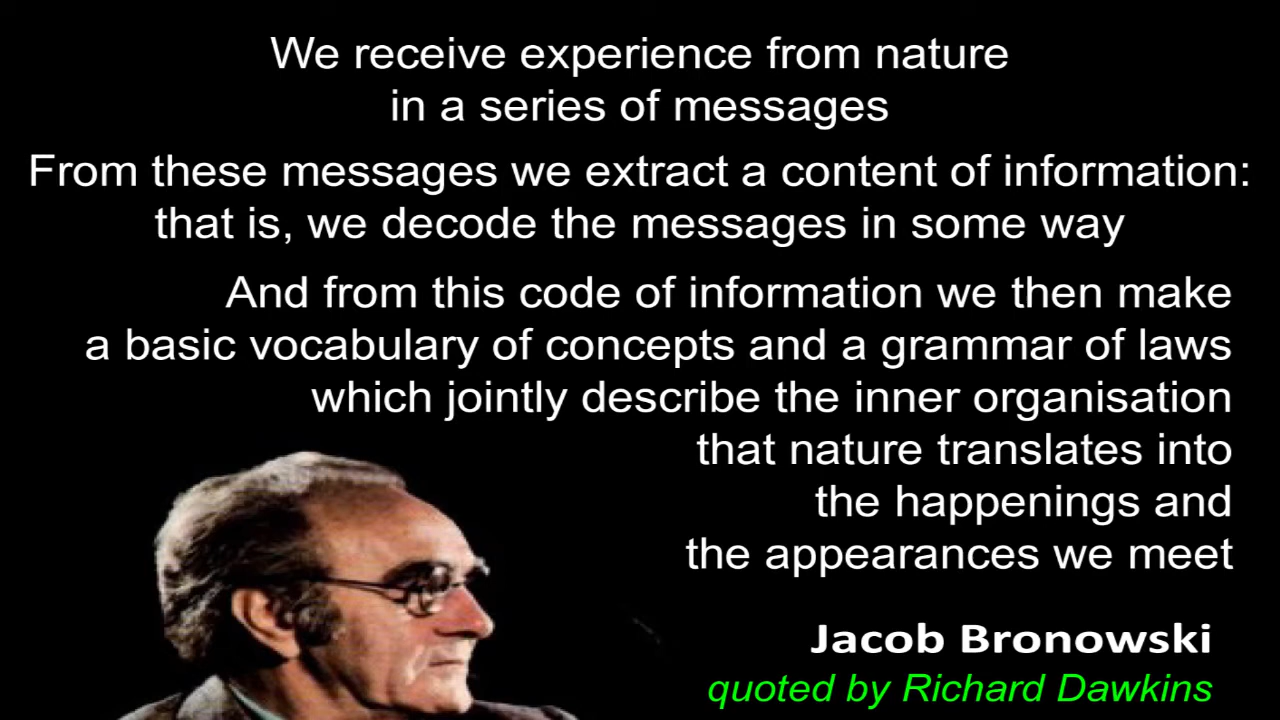 We receive experience from nature
in a series of messages
From these messages we extract a content of information:
that is, we decode the messages in some way
And from this code of information we then make
a basic vocabulary of concepts and a grammar of laws
which jointly describe the inner organisation
that nature translates into
the happenings and
the appearances we meet
Jacob Bronowski
quoted by Richard Dawkins